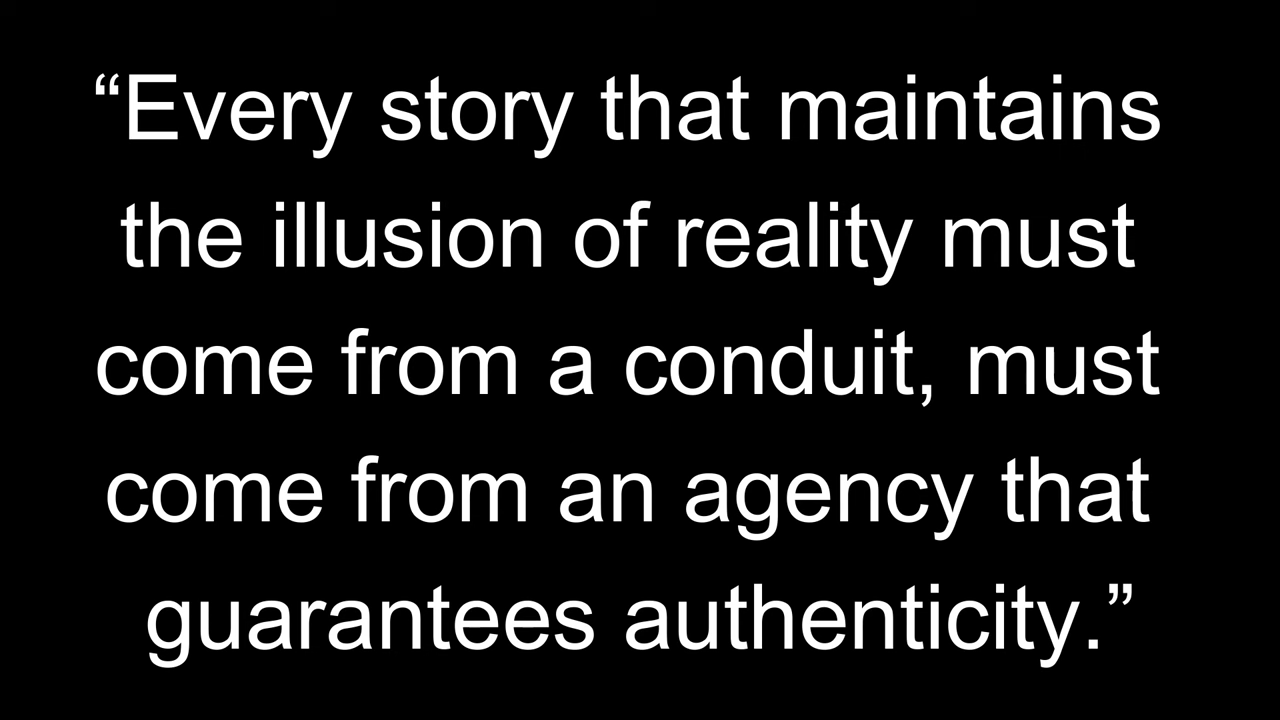 “Every story that maintains
the illusion of reality must
come from a conduit, must
come from an agency that
guarantees authenticity.”